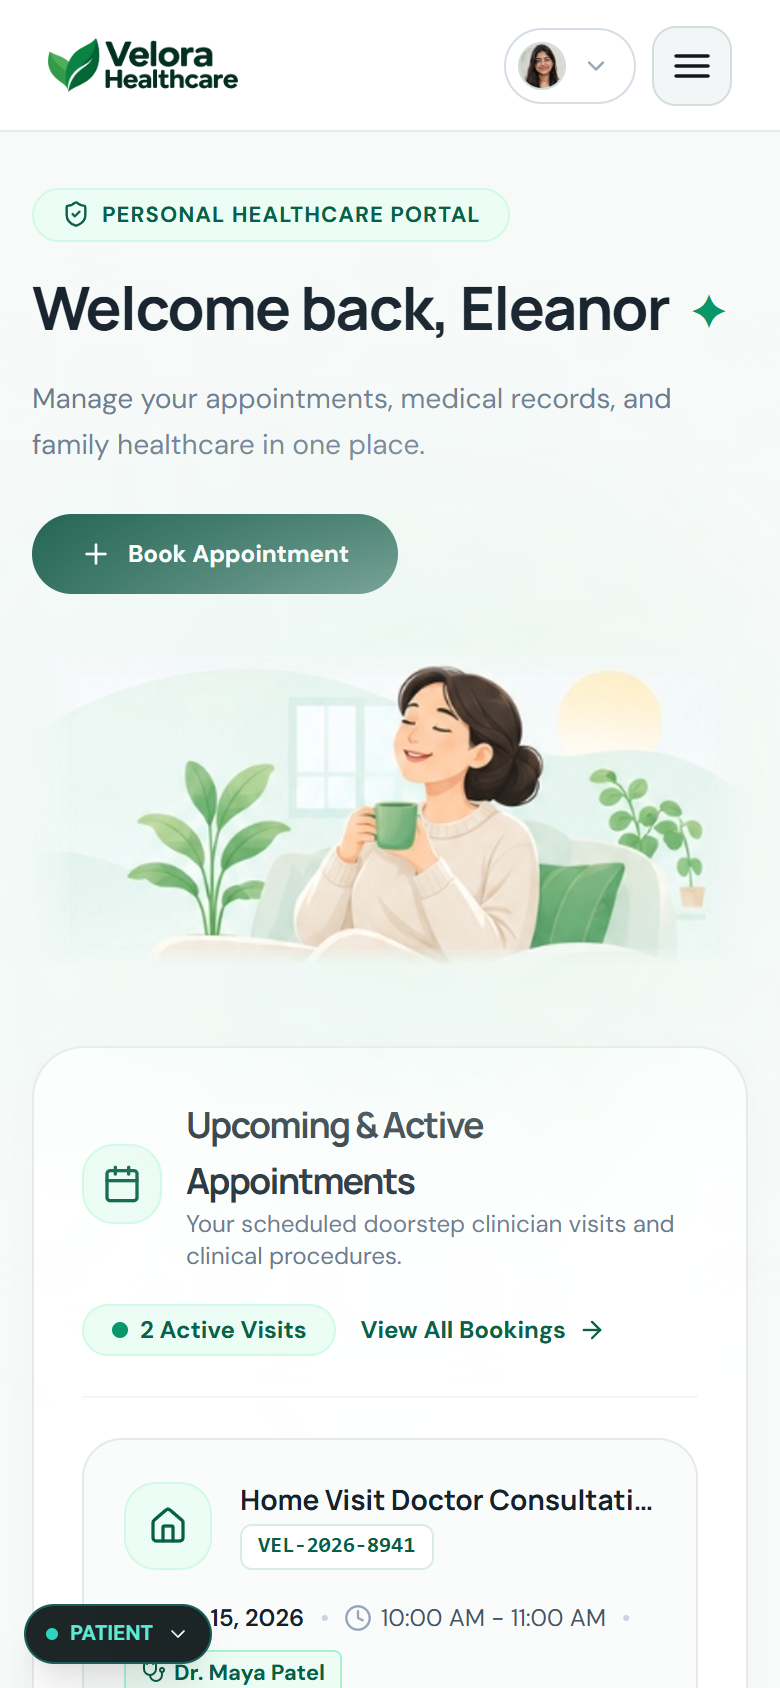 Velora
Healthcare
PERSONAL HEALTHCARE PORTAL
Welcome back, Eleanor
Manage your appointments, medical records, and
family healthcare in one place.
Book Appointment
Upcoming & Active
Appointments
Your scheduled doorstep clinician visits and
clinical procedures.
2 Active Visits
View All Bookings
Home Visit Doctor Consultati...
VEL-2026-8941
15, 2026 • 10:00 AM - 11:00 AM •
PATIENT
Dr. Maya Patel